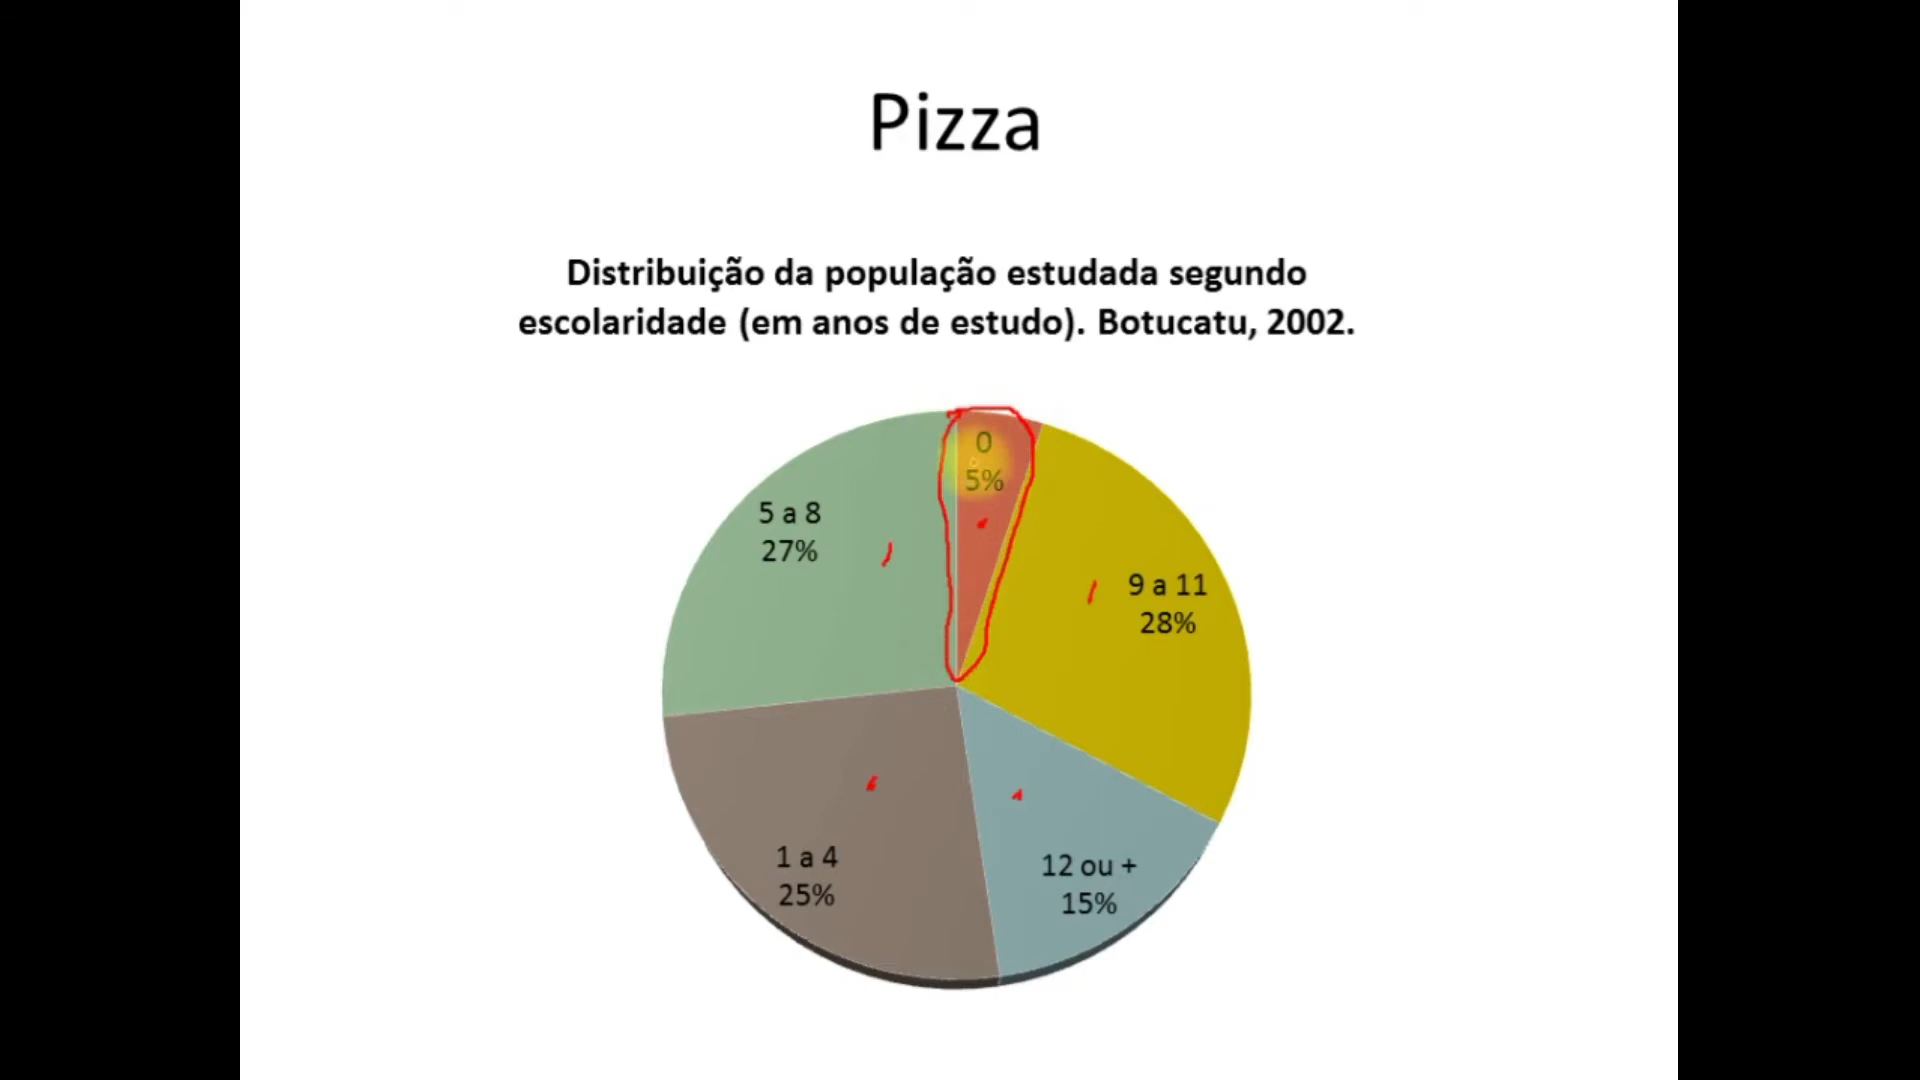 Pizza
Distribuição da população estudada segundo
escolaridade (em anos de estudo). Botucatu, 2002.
0
5%
5 a 8
27%
9 a 11
28%
1 a 4
25%
12 ou +
15%